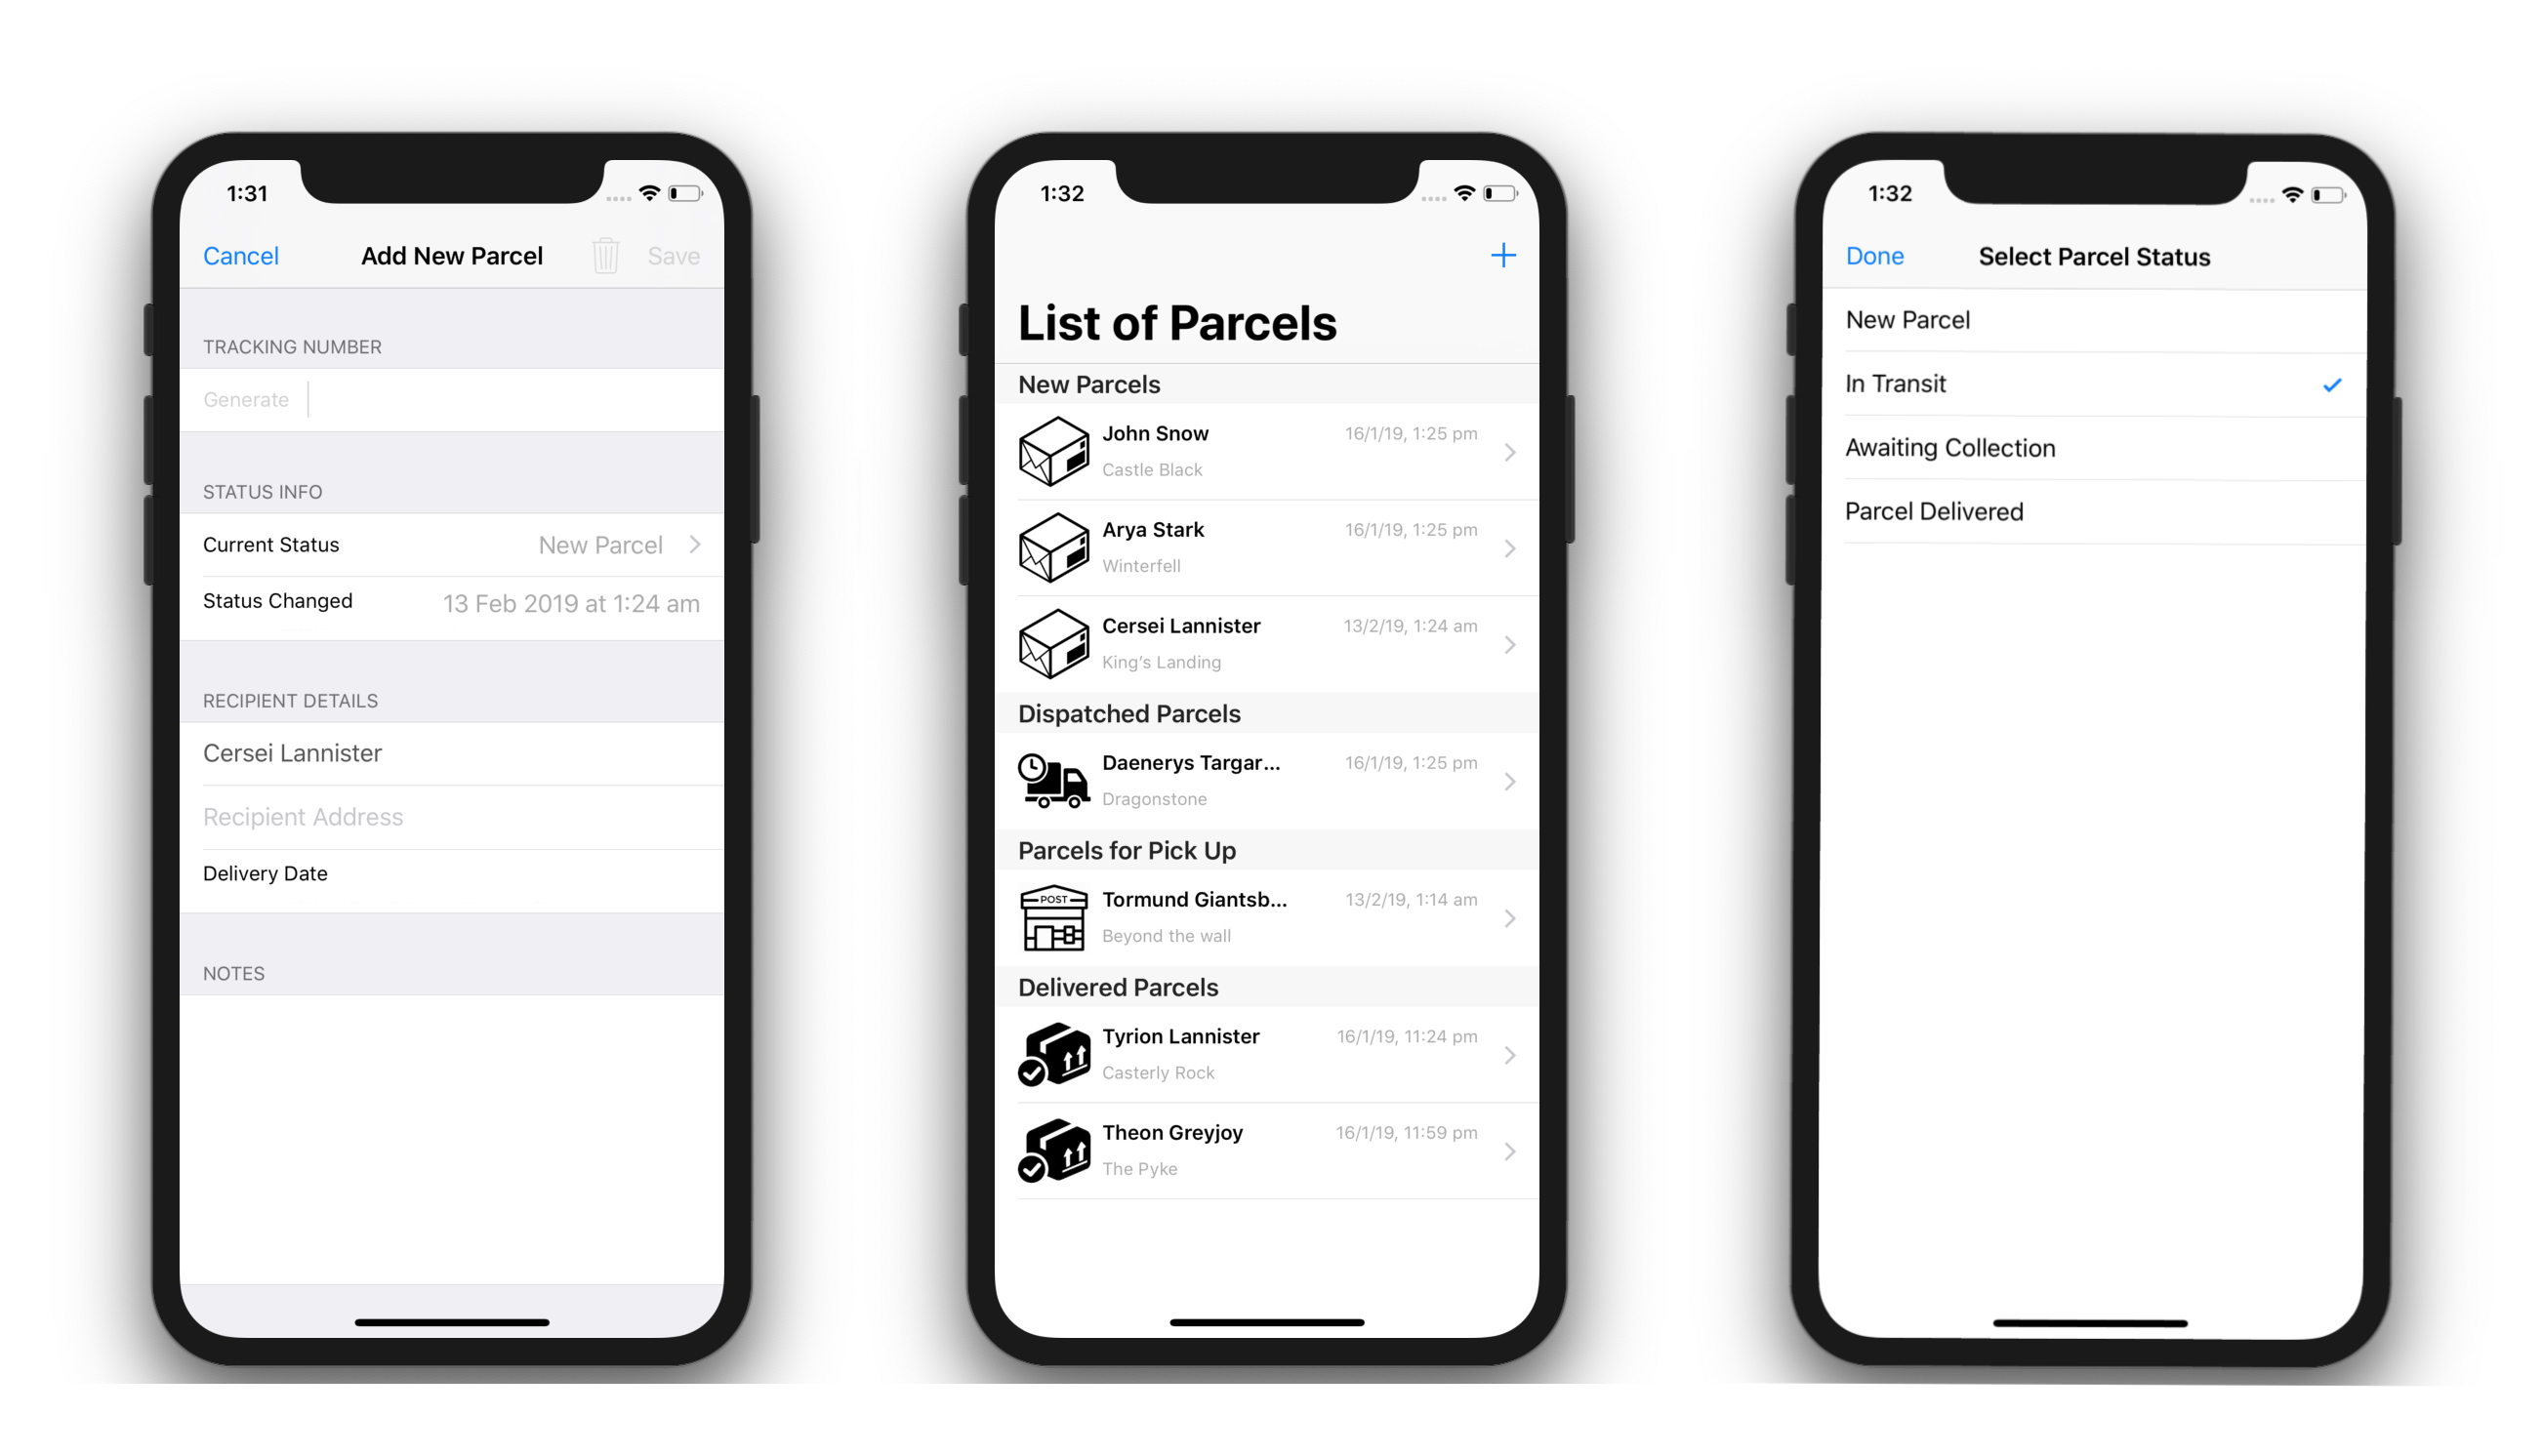 1:31
Cancel Add New Parcel Save
TRACKING NUMBER
Generate
STATUS INFO
Current Status New Parcel
Status Changed 13 Feb 2019 at 1:24 am
RECIPIENT DETAILS
Cersei Lannister
Recipient Address
Delivery Date
NOTES
1:32
List of Parcels
New Parcels
John Snow 16/1/19, 1:25 pm
Castle Black
Arya Stark 16/1/19, 1:25 pm
Winterfell
Cersei Lannister 13/2/19, 1:24 am
King's Landing
Dispatched Parcels
Daenerys Targar... 16/1/19, 1:25 pm
Dragonstone
Parcels for Pick Up
POST
Tormund Giantsb... 13/2/19, 1:14 am
Beyond the wall
Delivered Parcels
Tyrion Lannister 16/1/19, 11:24 pm
Casterly Rock
Theon Greyjoy 16/1/19, 11:59 pm
The Pyke
1:32
Done Select Parcel Status
New Parcel
In Transit
Awaiting Collection
Parcel Delivered